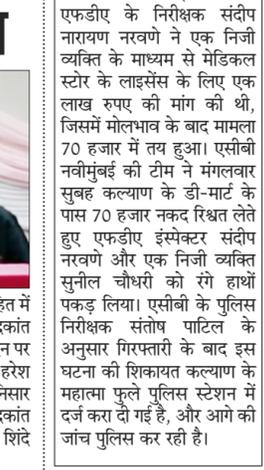 एफडीए के निरीक्षक संदीप
नारायण नरवणे ने एक निजी
व्यक्ति के माध्यम से मेडिकल
स्टोर के लाइसेंस के लिए एक
लाख रुपए की मांग की थी,
जिसमें मोलभाव के बाद मामला
70 हजार में तय हुआ। एसीबी
नवीमुंबई की टीम ने मंगलवार
सुबह कल्याण के डी-मार्ट के
पास 70 हजार नकद रिश्वत लेते
हुए एफडीए इंस्पेक्टर संदीप
नरवणे और एक निजी व्यक्ति
सुनील चौधरी को रंगे हाथों
पकड़ लिया। एसीबी के पुलिस
निरीक्षक संतोष पाटिल के
अनुसार गिरफ्तारी के बाद इस
घटना की शिकायत कल्याण के
महात्मा फुले पुलिस स्टेशन में
दर्ज करा दी गई है, और आगे की
जांच पुलिस कर रही है।
में
पर
हरेश
शिंदे